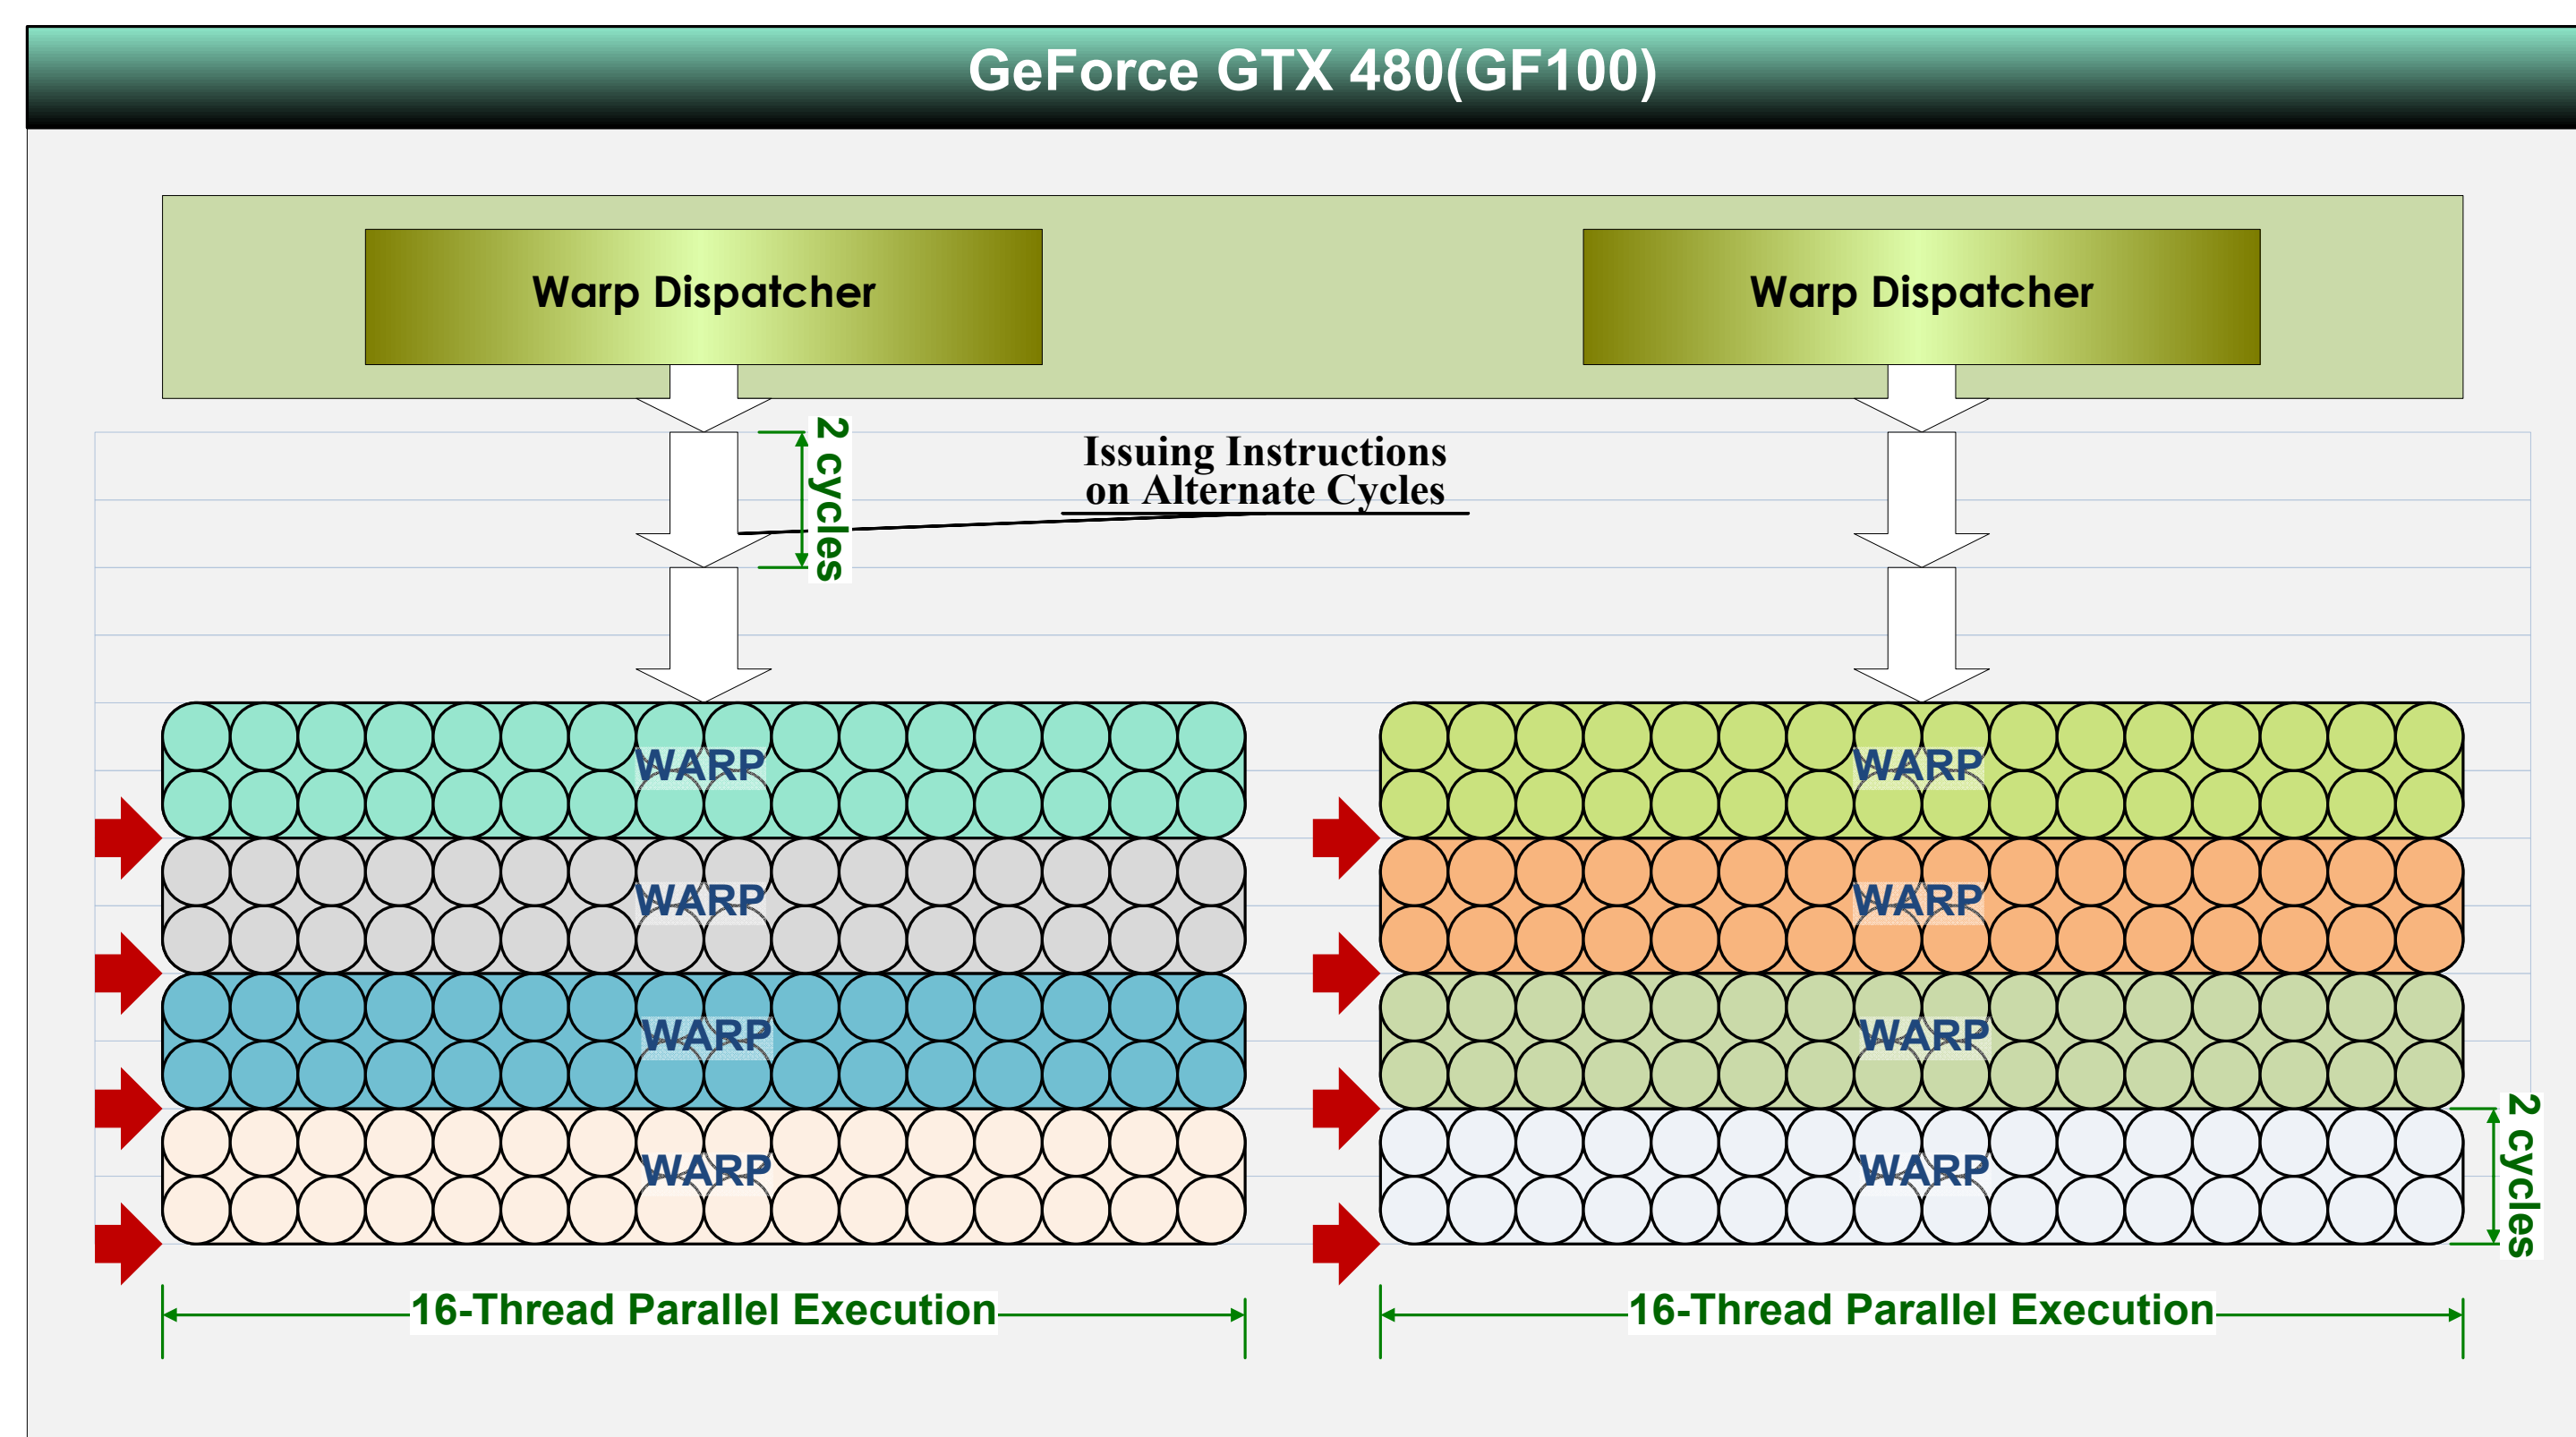 GeForce GTX 480(GF100)
Warp Dispatcher
Warp Dispatcher
2 cycles
Issuing Instructions
on Alternate Cycles
WARP
WARP
WARP
WARP
WARP
WARP
WARP
WARP
2 cycles
16-Thread Parallel Execution
16-Thread Parallel Execution